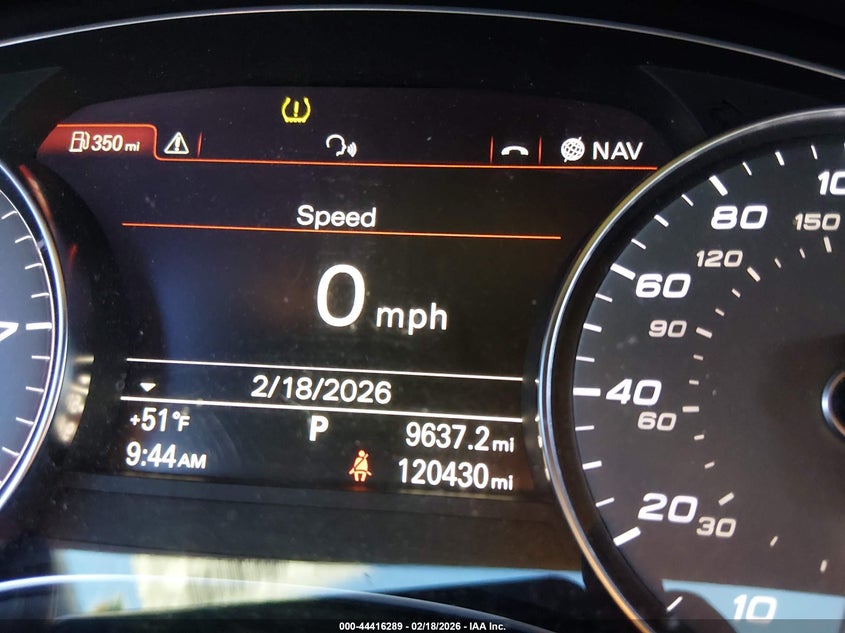 350 mi
NAV
Speed
0 mph
2/18/2026
+51°F
P
9637.2 mi
9:44 AM
120430 mi
80
150
120
60
90
40
60
20
30
10
000-44416289 - 02/18/2026 - IAA Inc.